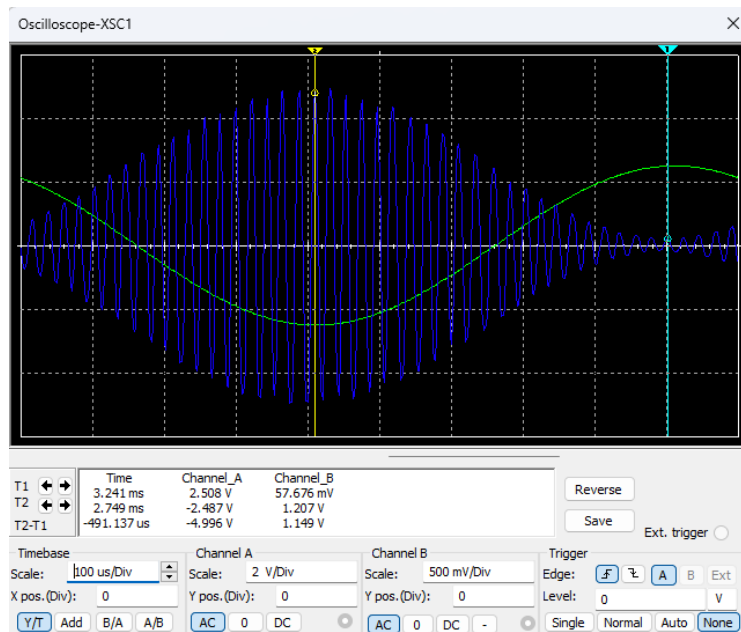 Oscilloscope-XSC1
2
1
Time Channel_A Channel_B
T1 3.241 ms 2.508 V 57.676 mV
T2 2.749 ms -2.487 V 1.207 V
T2-T1 -491.137 us -4.996 V 1.149 V
Reverse
Save
Ext. trigger
Timebase Channel A Channel B Trigger
Scale: 100 us/Div Scale: 2 V/Div Scale: 500 mV/Div Edge: A B Ext
X pos.(Div): 0 Y pos.(Div): 0 Y pos.(Div): 0 Level: 0 V
Y/T Add B/A A/B AC 0 DC AC 0 DC - Single Normal Auto None